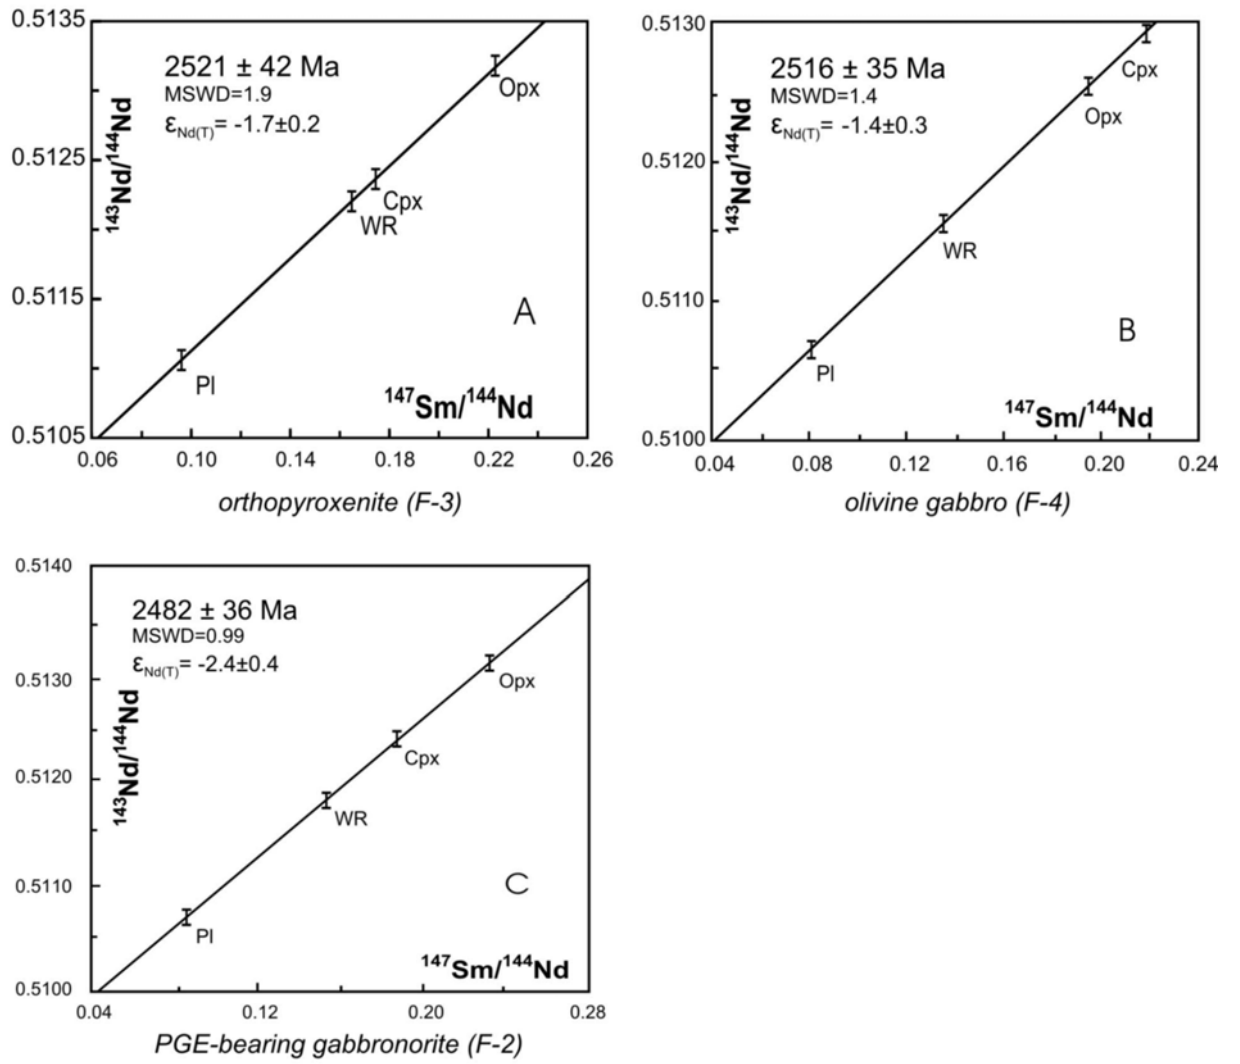 0.5135
2521 ± 42 Ma
MSWD=1.9
εNd(T)= -1.7±0.2
Opx
143Nd/144Nd
0.5125
Cpx
WR
0.5115
A
Pl
147Sm/144Nd
0.5105
0.06 0.10 0.14 0.18 0.22 0.26
orthopyroxenite (F-3)
0.5130
2516 ± 35 Ma
MSWD=1.4
εNd(T)= -1.4±0.3
Cpx
Opx
143Nd/144Nd
0.5120
WR
0.5110
B
Pl
147Sm/144Nd
0.5100
0.04 0.08 0.12 0.16 0.20 0.24
olivine gabbro (F-4)
0.5140
2482 ± 36 Ma
MSWD=0.99
εNd(T)= -2.4±0.4
0.5130
Opx
143Nd/144Nd
Cpx
0.5120
WR
0.5110
C
Pl
147Sm/144Nd
0.5100
0.04 0.12 0.20 0.28
PGE-bearing gabbronorite (F-2)